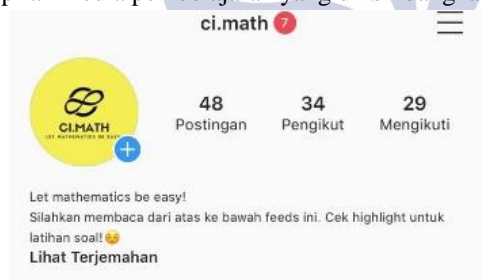 ci.math 7
48 34 29
Postingan Pengikut Mengikuti
CI.MATH
LET MATHEMATICS BE EASY
Let mathematics be easy!
Silahkan membaca dari atas ke bawah feeds ini. Cek highlight untuk
latihan soal!😊
Lihat Terjemahan